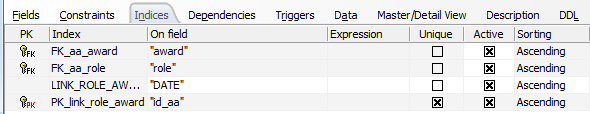 Fields Constraints Indices Dependencies Triggers Data Master/Detail View Description DDL
PK Index On field Expression Unique Active Sorting
FK FK_aa_award "award" Ascending
FK FK_aa_role "role" Ascending
LINK_ROLE_AW... "DATE" Ascending
PK PK_link_role_award "id_aa" Ascending